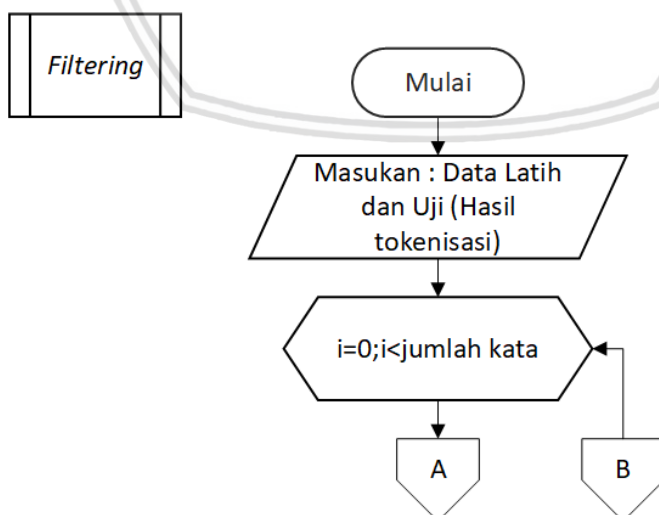 Filtering
Mulai
Masukan : Data Latih
dan Uji (Hasil
tokenisasi)
i=0;i<jumlah kata
A
B